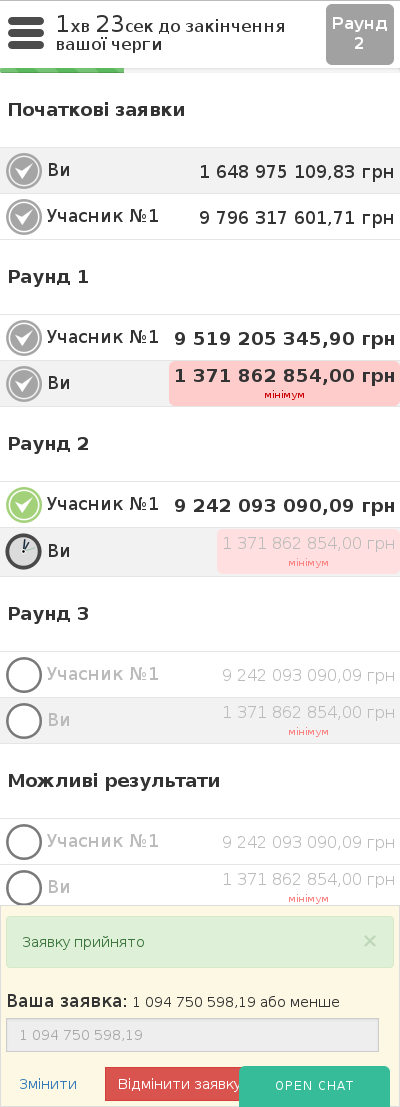 1хв 23сек до закінчення
вашої черги
Раунд
2
Початкові заявки
Ви 1 648 975 109,83 грн
Учасник №1 9 796 317 601,71 грн
Раунд 1
Учасник №1 9 519 205 345,90 грн
Ви 1 371 862 854,00 грн
мінімум
Раунд 2
Учасник №1 9 242 093 090,09 грн
Ви 1 371 862 854,00 грн
мінімум
Раунд 3
Учасник №1 9 242 093 090,09 грн
Ви 1 371 862 854,00 грн
мінімум
Можливі результати
Учасник №1 9 242 093 090,09 грн
Ви 1 371 862 854,00 грн
мінімум
Заявку прийнято ×
Ваша заявка: 1 094 750 598,19 або менше
1 094 750 598,19
Змінити Відмінити заявку OPEN CHAT